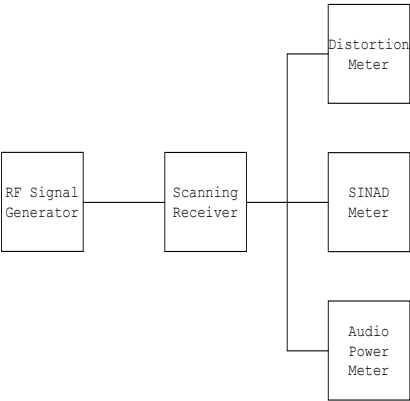 Distortion
Meter
RF Signal
Generator
Scanning
Receiver
SINAD
Meter
Audio
Power
Meter